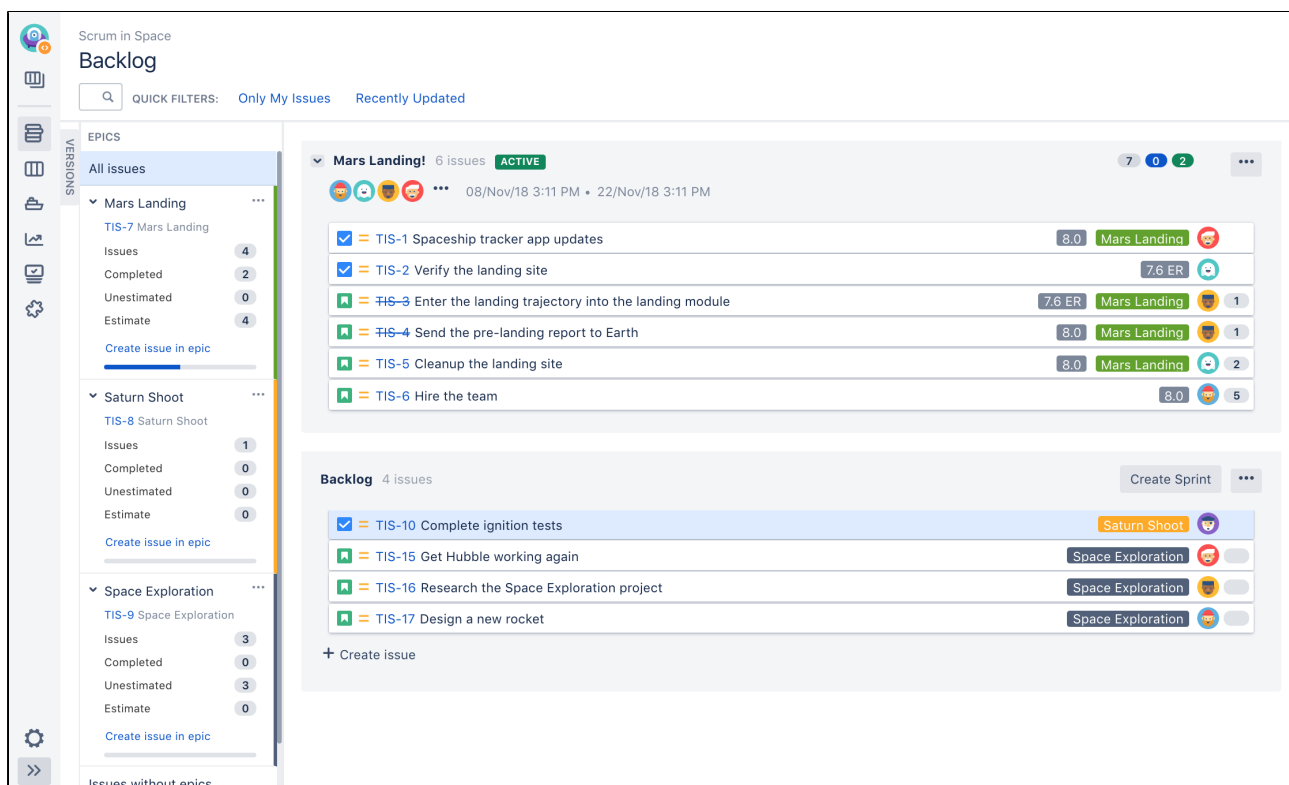 Scrum in Space
Backlog
QUICK FILTERS: Only My Issues Recently Updated
VERSIONS
EPICS
All issues
Mars Landing
TIS-7 Mars Landing
Issues 4
Completed 2
Unestimated 0
Estimate 4
Create issue in epic
Saturn Shoot
TIS-8 Saturn Shoot
Issues 1
Completed 0
Unestimated 0
Estimate 0
Create issue in epic
Space Exploration
TIS-9 Space Exploration
Issues 3
Completed 0
Unestimated 3
Estimate 0
Create issue in epic
Issues without epics
Mars Landing! 6 issues ACTIVE 7 0 2
08/Nov/18 3:11 PM • 22/Nov/18 3:11 PM
TIS-1 Spaceship tracker app updates 8.0 Mars Landing
TIS-2 Verify the landing site 7.6 ER
TIS-3 Enter the landing trajectory into the landing module 7.6 ER Mars Landing 1
TIS-4 Send the pre-landing report to Earth 8.0 Mars Landing 1
TIS-5 Cleanup the landing site 8.0 Mars Landing 2
TIS-6 Hire the team 8.0 5
Backlog 4 issues Create Sprint
TIS-10 Complete ignition tests Saturn Shoot
TIS-15 Get Hubble working again Space Exploration
TIS-16 Research the Space Exploration project Space Exploration
TIS-17 Design a new rocket Space Exploration
+ Create issue